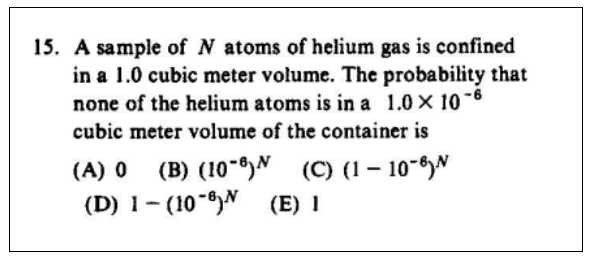 15. A sample of N atoms of helium gas is confined
in a 1.0 cubic meter volume. The probability that
none of the helium atoms is in a 1.0 × 10⁻⁶
cubic meter volume of the container is
(A) 0 (B) (10⁻⁶)ᴺ (C) (1 – 10⁻⁶)ᴺ
(D) 1 – (10⁻⁶)ᴺ (E) 1